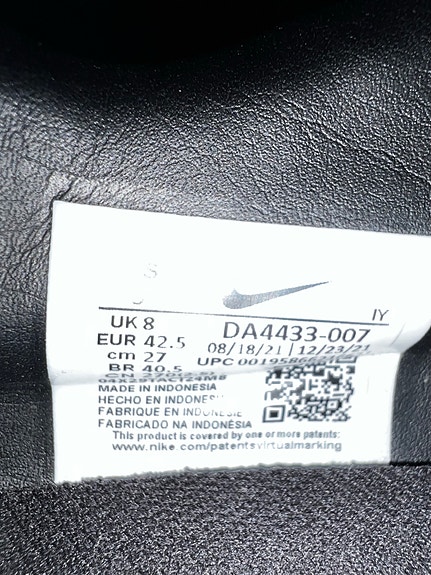 IY
UK 8
EUR 42.5
cm 27
BR 40.5
DA4433-007
08/18/21 | 12/23/21
UPC
MADE IN INDONESIA
HECHO EN
FABRIQUE EN
FABRICADO NA INDONÉSIA
This product is covered by one or more patents:
www.nike.com/patentsvirtualmarking